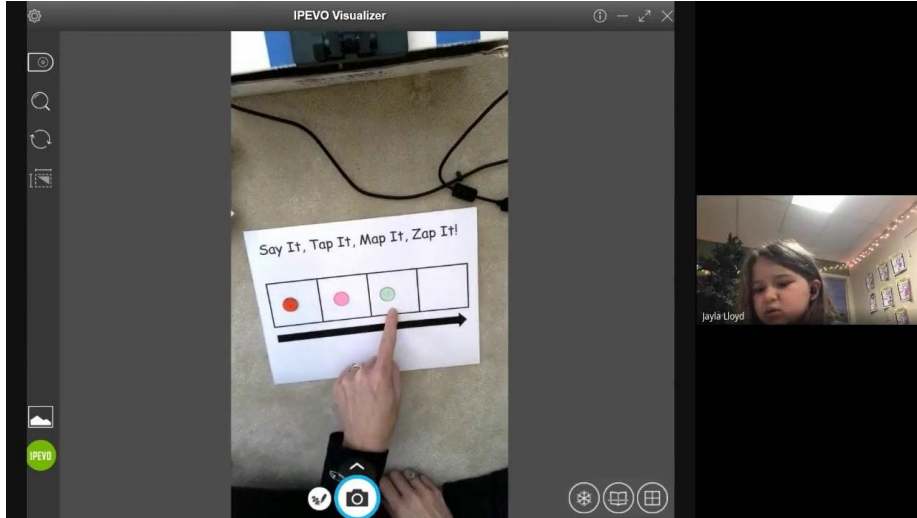 IPEVO Visualizer
Say It, Tap It, Map It, Zap It!
Jayla Lloyd
IPEVO